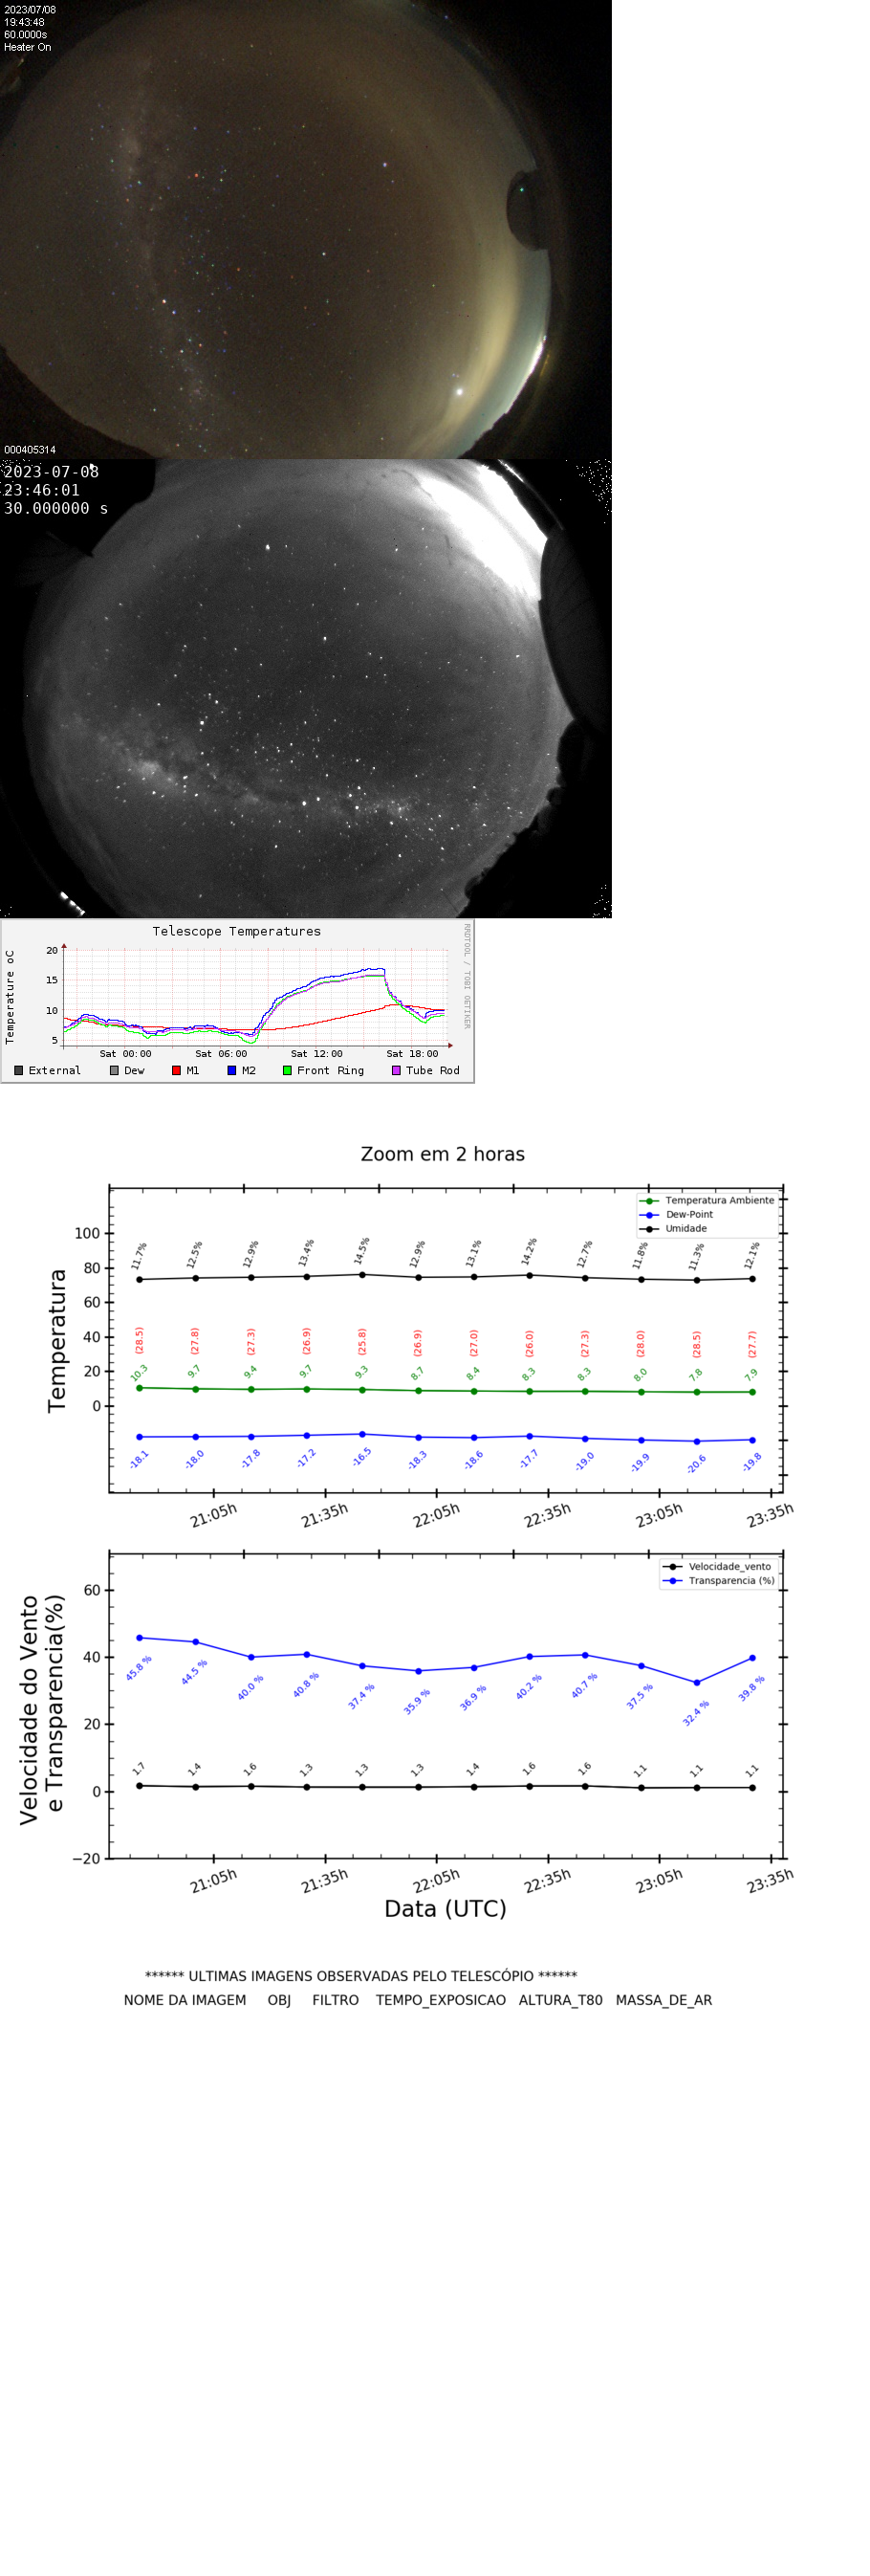 2023/07/08
19:43:48
60.0000s
Heater On
000405314
2023-07-08
23:46:01
30.000000 s
Telescope Temperatures
RRDTOOL / TOBI OETIKER
Temperature oC
20
15
10
5
Sat 00:00 Sat 06:00 Sat 12:00 Sat 18:00
External Dew M1 M2 Front Ring Tube Rod
Zoom em 2 horas
Temperatura Ambiente
Dew-Point
Umidade
Temperatura
100
80
60
40
20
0
11.7% 12.5% 12.9% 13.4% 14.5% 12.9% 13.1% 14.2% 12.7% 11.8% 11.3% 12.1%
(28.5) (27.8) (27.3) (26.9) (25.8) (26.9) (27.0) (26.0) (27.3) (28.0) (28.5) (27.7)
10.3 9.7 9.4 9.7 9.3 8.7 8.4 8.3 8.3 8.0 7.8 7.9
-18.1 -18.0 -17.8 -17.2 -16.5 -18.3 -18.6 -17.7 -19.0 -19.9 -20.6 -19.8
21:05h 21:35h 22:05h 22:35h 23:05h 23:35h
Velocidade_vento
Transparencia (%)
Velocidade do Vento
e Transparencia(%)
60
40
20
0
−20
45.8 % 44.5 % 40.0 % 40.8 % 37.4 % 35.9 % 36.9 % 40.2 % 40.7 % 37.5 % 32.4 % 39.8 %
1.7 1.4 1.6 1.3 1.3 1.3 1.4 1.6 1.6 1.1 1.1 1.1
21:05h 21:35h 22:05h 22:35h 23:05h 23:35h
Data (UTC)
****** ULTIMAS IMAGENS OBSERVADAS PELO TELESCÓPIO ******
NOME DA IMAGEM OBJ FILTRO TEMPO_EXPOSICAO ALTURA_T80 MASSA_DE_AR